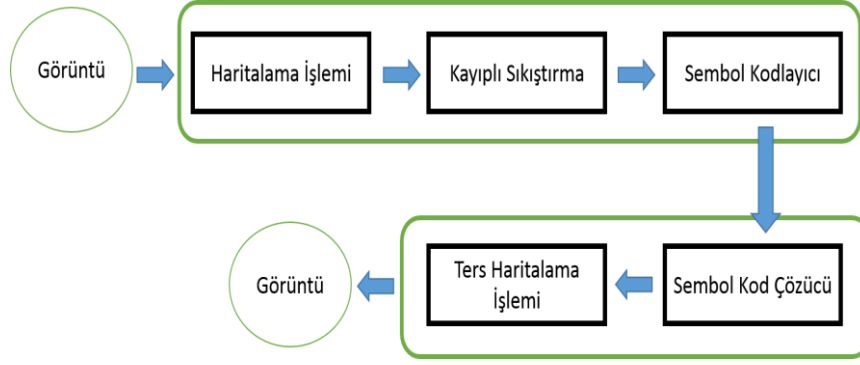 Görüntü
Haritalama İşlemi
Kayıplı Sıkıştırma
Sembol Kodlayıcı
Görüntü
Ters Haritalama
İşlemi
Sembol Kod Çözücü